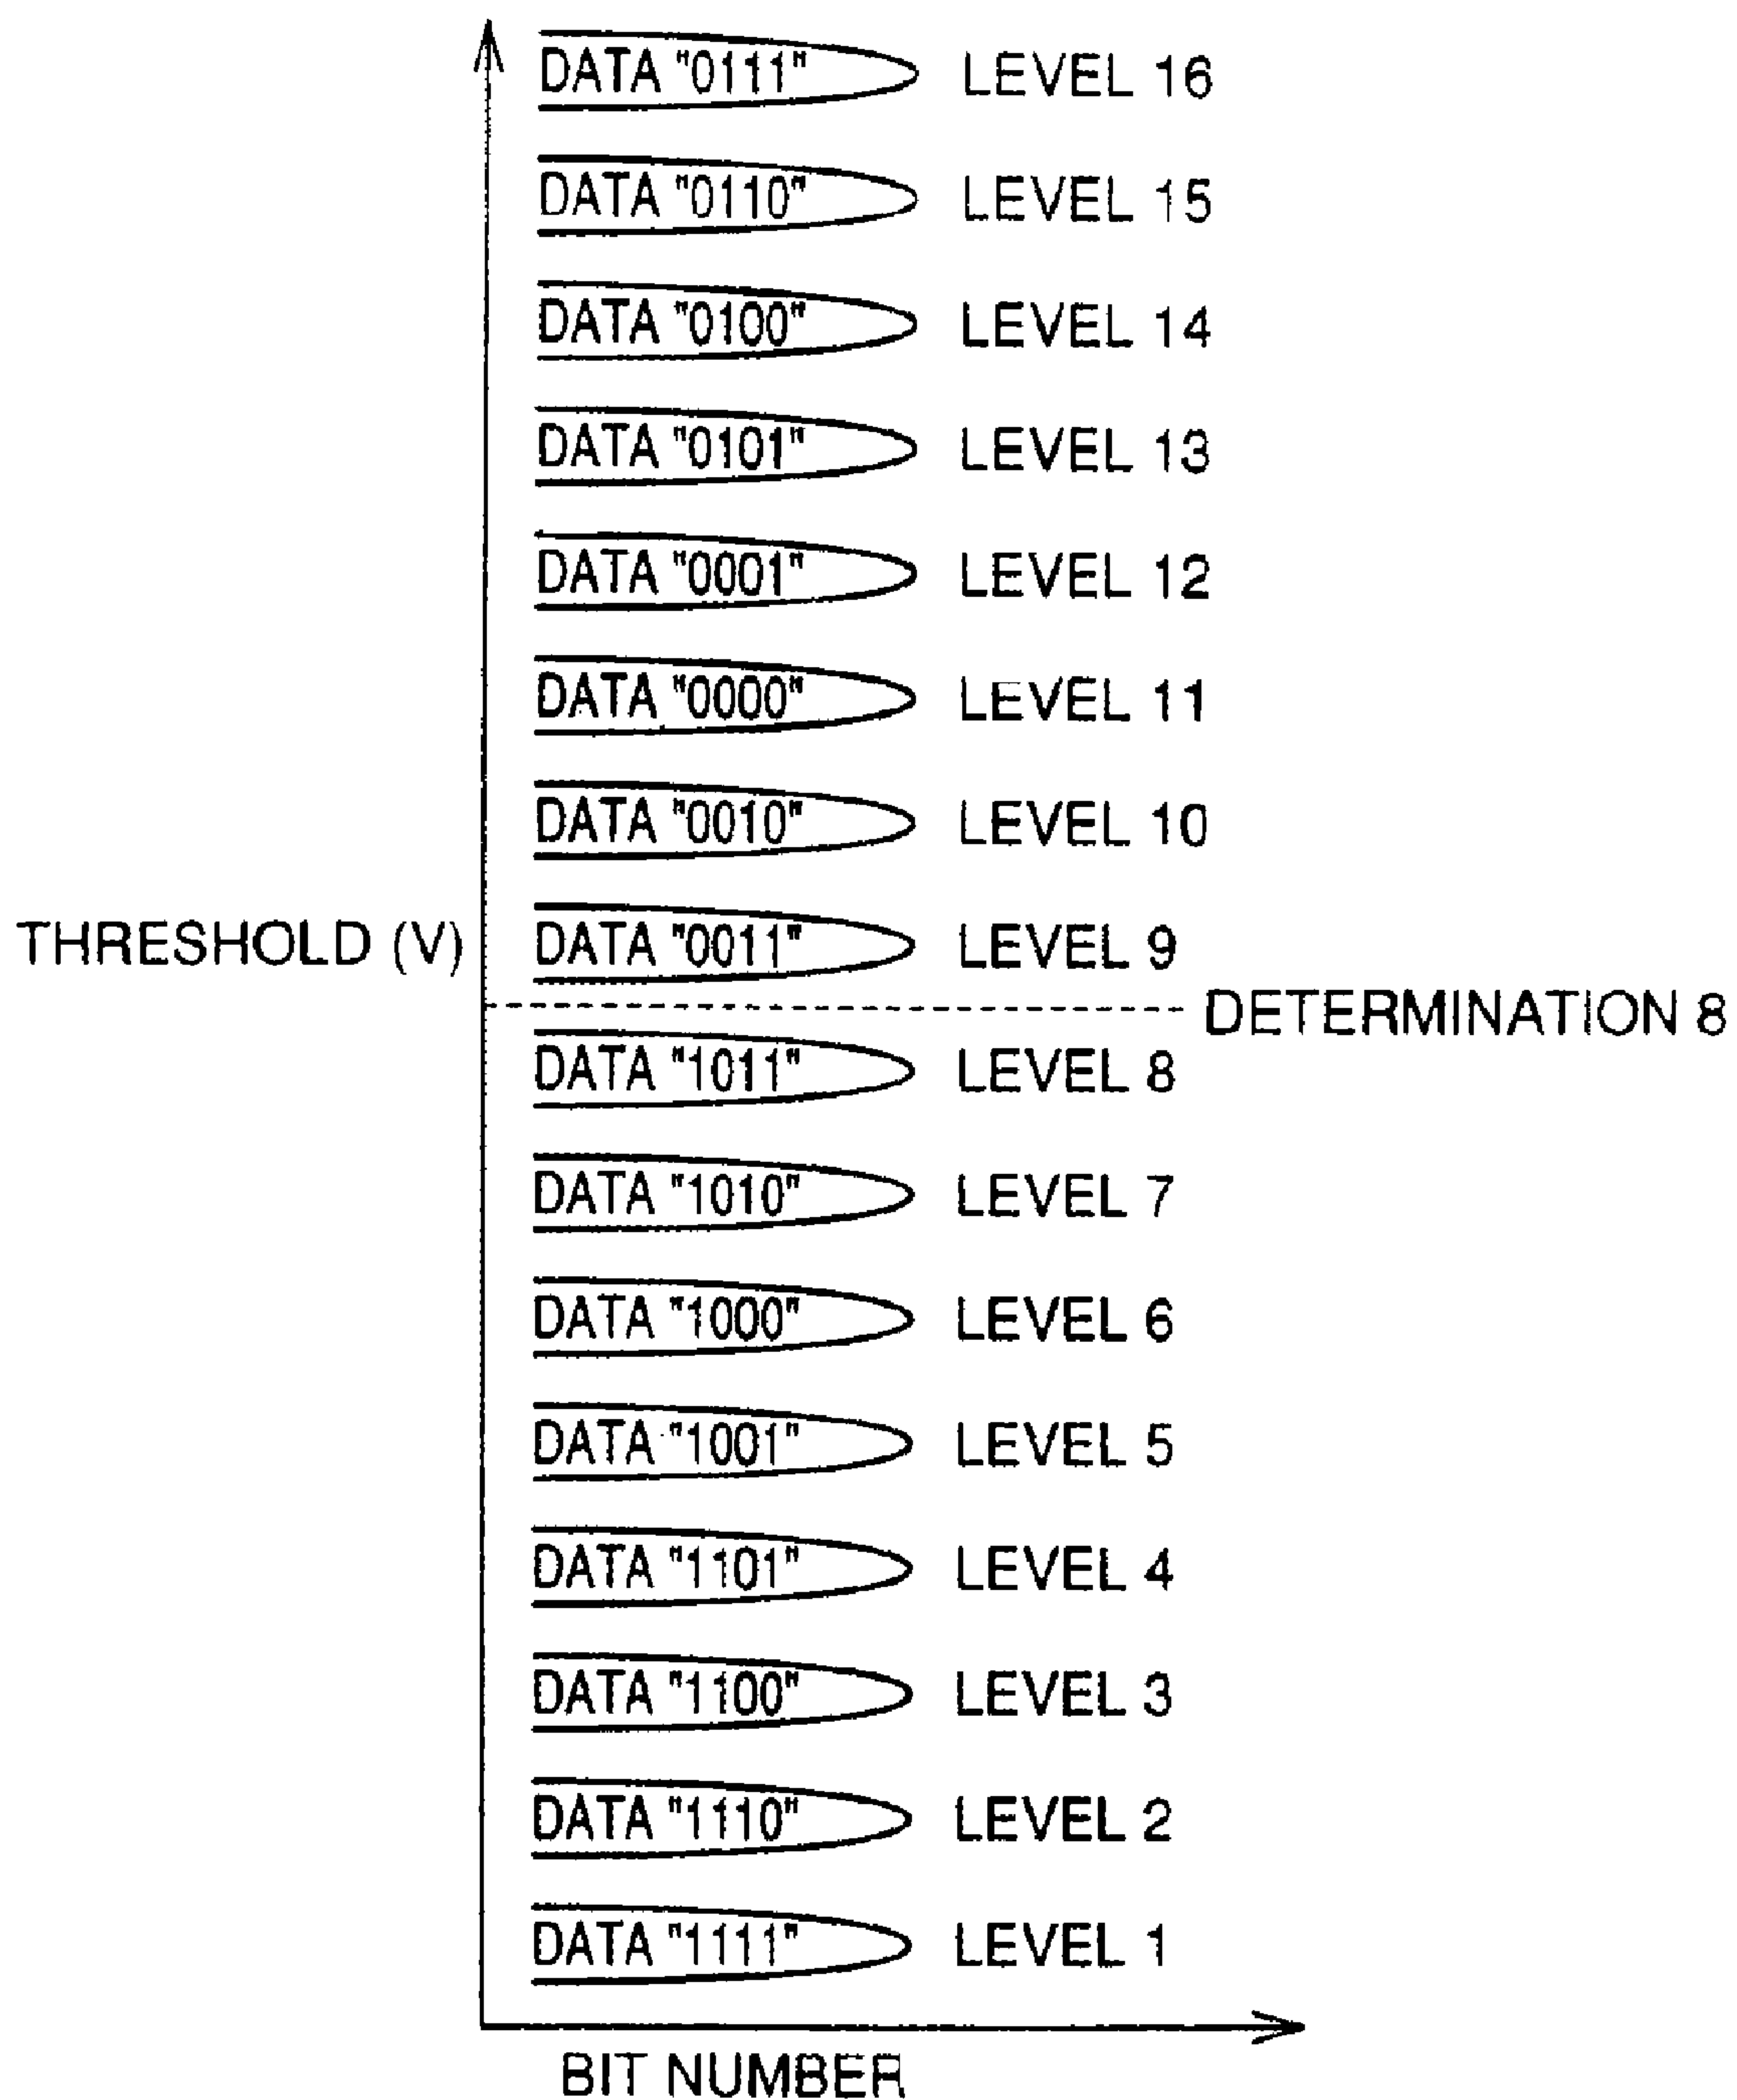 DATA "0111" LEVEL 16
DATA "0110" LEVEL 15
DATA "0100" LEVEL 14
DATA "0101" LEVEL 13
DATA "0001" LEVEL 12
DATA "0000" LEVEL 11
DATA "0010" LEVEL 10
THRESHOLD (V) DATA "0011" LEVEL 9
DETERMINATION 8
DATA "1011" LEVEL 8
DATA "1010" LEVEL 7
DATA "1000" LEVEL 6
DATA "1001" LEVEL 5
DATA "1101" LEVEL 4
DATA "1100" LEVEL 3
DATA "1110" LEVEL 2
DATA "1111" LEVEL 1
BIT NUMBER